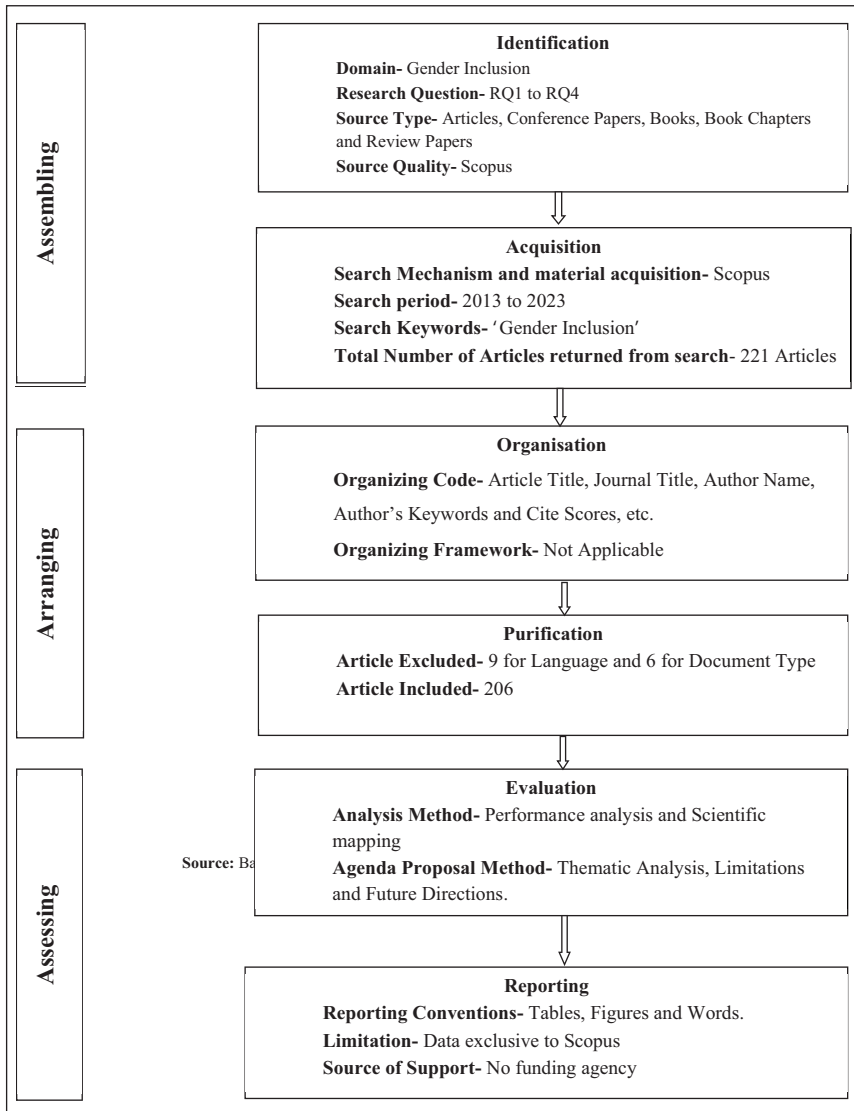 Assembling
Identification
Domain- Gender Inclusion
Research Question- RQ1 to RQ4
Source Type- Articles, Conference Papers, Books, Book Chapters
and Review Papers
Source Quality- Scopus
Acquisition
Search Mechanism and material acquisition- Scopus
Search period- 2013 to 2023
Search Keywords- ‘Gender Inclusion’
Total Number of Articles returned from search- 221 Articles
Arranging
Organisation
Organizing Code- Article Title, Journal Title, Author Name,
Author’s Keywords and Cite Scores, etc.
Organizing Framework- Not Applicable
Purification
Article Excluded- 9 for Language and 6 for Document Type
Article Included- 206
Assessing
Evaluation
Analysis Method- Performance analysis and Scientific
mapping
Agenda Proposal Method- Thematic Analysis, Limitations
and Future Directions.
Source:
Reporting
Reporting Conventions- Tables, Figures and Words.
Limitation- Data exclusive to Scopus
Source of Support- No funding agency